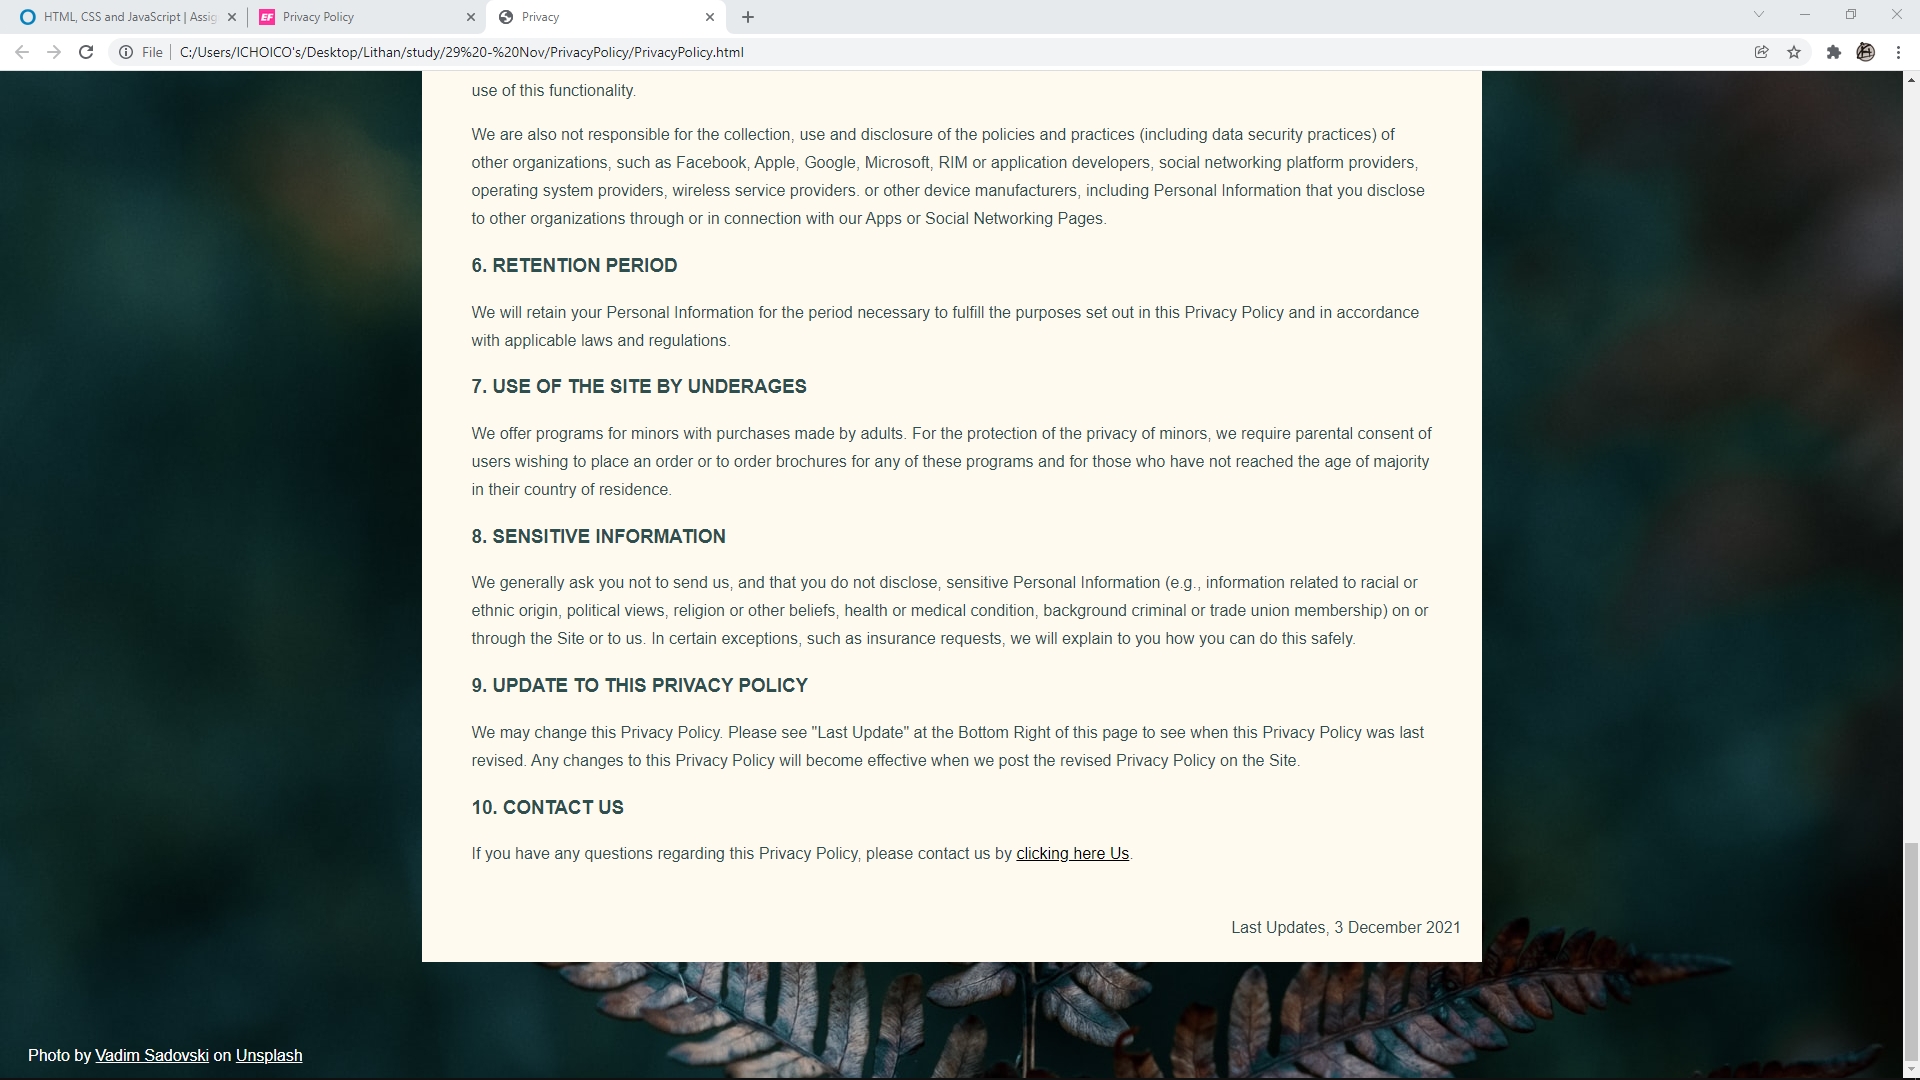 HTML, CSS and JavaScript | Assig
EF Privacy Policy
Privacy
File C:/Users/ICHOICO's/Desktop/Lithan/study/29%20-%20Nov/PrivacyPolicy/PrivacyPolicy.html
use of this functionality.
We are also not responsible for the collection, use and disclosure of the policies and practices (including data security practices) of
other organizations, such as Facebook, Apple, Google, Microsoft, RIM or application developers, social networking platform providers,
operating system providers, wireless service providers. or other device manufacturers, including Personal Information that you disclose
to other organizations through or in connection with our Apps or Social Networking Pages.
6. RETENTION PERIOD
We will retain your Personal Information for the period necessary to fulfill the purposes set out in this Privacy Policy and in accordance
with applicable laws and regulations.
7. USE OF THE SITE BY UNDERAGES
We offer programs for minors with purchases made by adults. For the protection of the privacy of minors, we require parental consent of
users wishing to place an order or to order brochures for any of these programs and for those who have not reached the age of majority
in their country of residence.
8. SENSITIVE INFORMATION
We generally ask you not to send us, and that you do not disclose, sensitive Personal Information (e.g., information related to racial or
ethnic origin, political views, religion or other beliefs, health or medical condition, background criminal or trade union membership) on or
through the Site or to us. In certain exceptions, such as insurance requests, we will explain to you how you can do this safely.
9. UPDATE TO THIS PRIVACY POLICY
We may change this Privacy Policy. Please see "Last Update" at the Bottom Right of this page to see when this Privacy Policy was last
revised. Any changes to this Privacy Policy will become effective when we post the revised Privacy Policy on the Site.
10. CONTACT US
If you have any questions regarding this Privacy Policy, please contact us by clicking here Us.
Last Updates, 3 December 2021
Photo by Vadim Sadovski on Unsplash